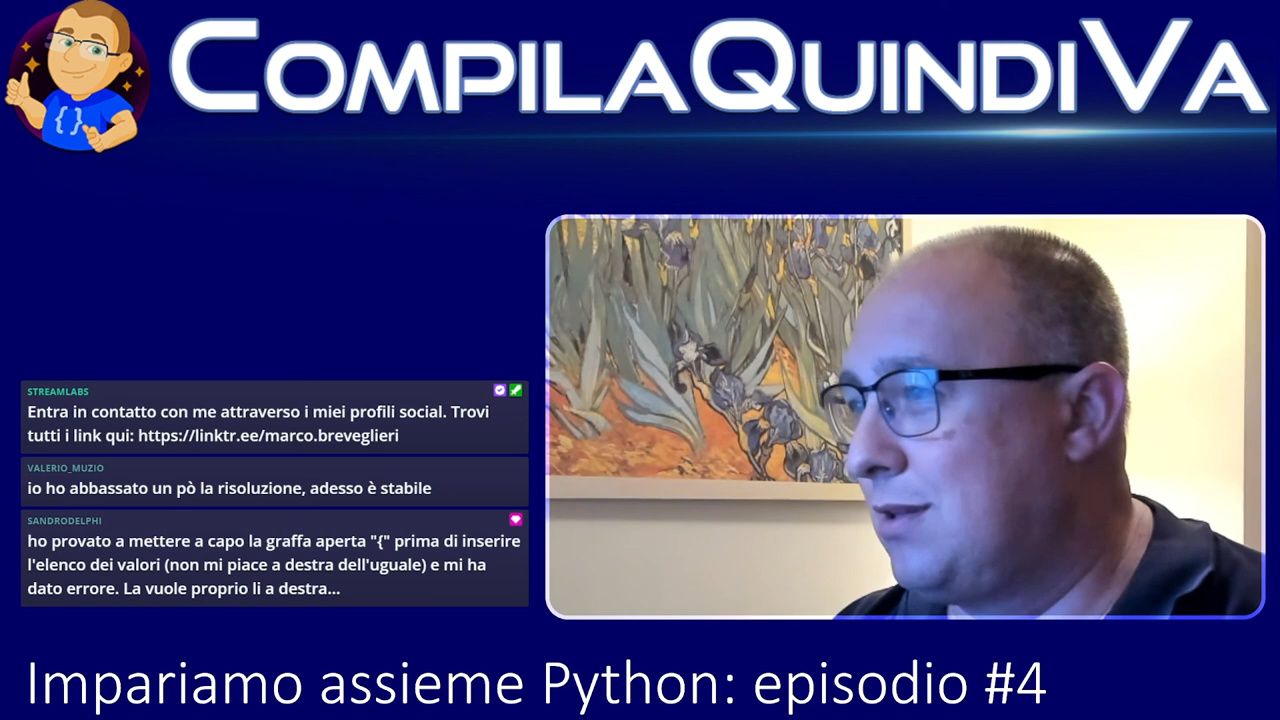 COMPILAQUINDIVA
{ }
STREAMLABS
Entra in contatto con me attraverso i miei profili social. Trovi
tutti i link qui: https://linktr.ee/marco.breveglieri
VALERIO_MUZIO
io ho abbassato un pò la risoluzione, adesso è stabile
SANDRODELPHI
ho provato a mettere a capo la graffa aperta "{" prima di inserire
l'elenco dei valori (non mi piace a destra dell'uguale) e mi ha
dato errore. La vuole proprio li a destra...
Impariamo assieme Python: episodio #4